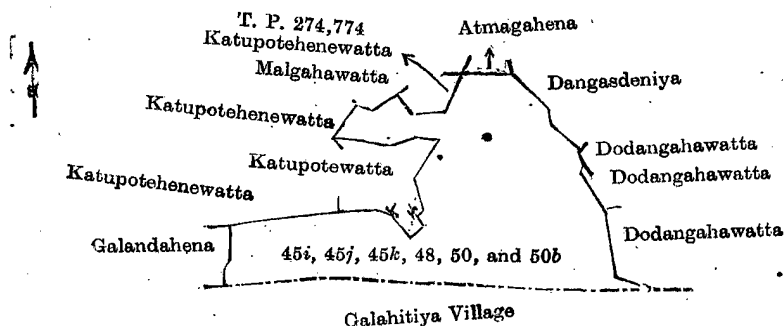 T. P. 274,774
Katupotehenewatta
Malgahawatta
Atmagahena
Dangasdeniya
Katupotehenewatta
Katupotewatta
Katupotehenewatta
Dodangahawatta
Dodangahawatta
Dodangahawatta
Galandahena
45i, 45j, 45k, 48, 50, and 50b
Galahitiya Village